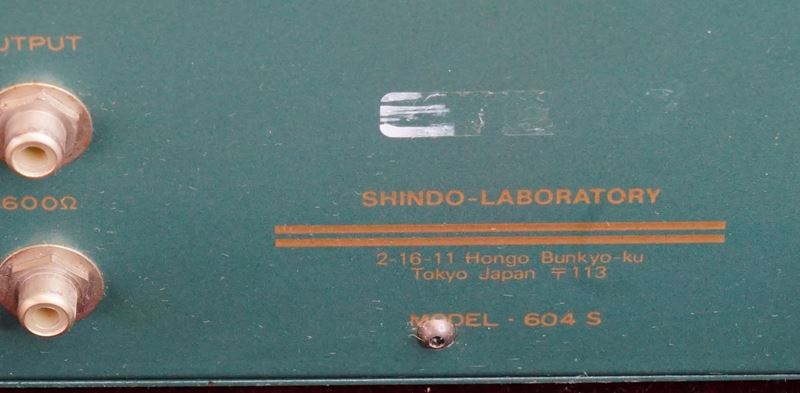 UTPUT
600Ω
SHINDO-LABORATORY
2-16-11 Hongo Bunkyo-ku
Tokyo Japan 〒113
MODEL · 604 S